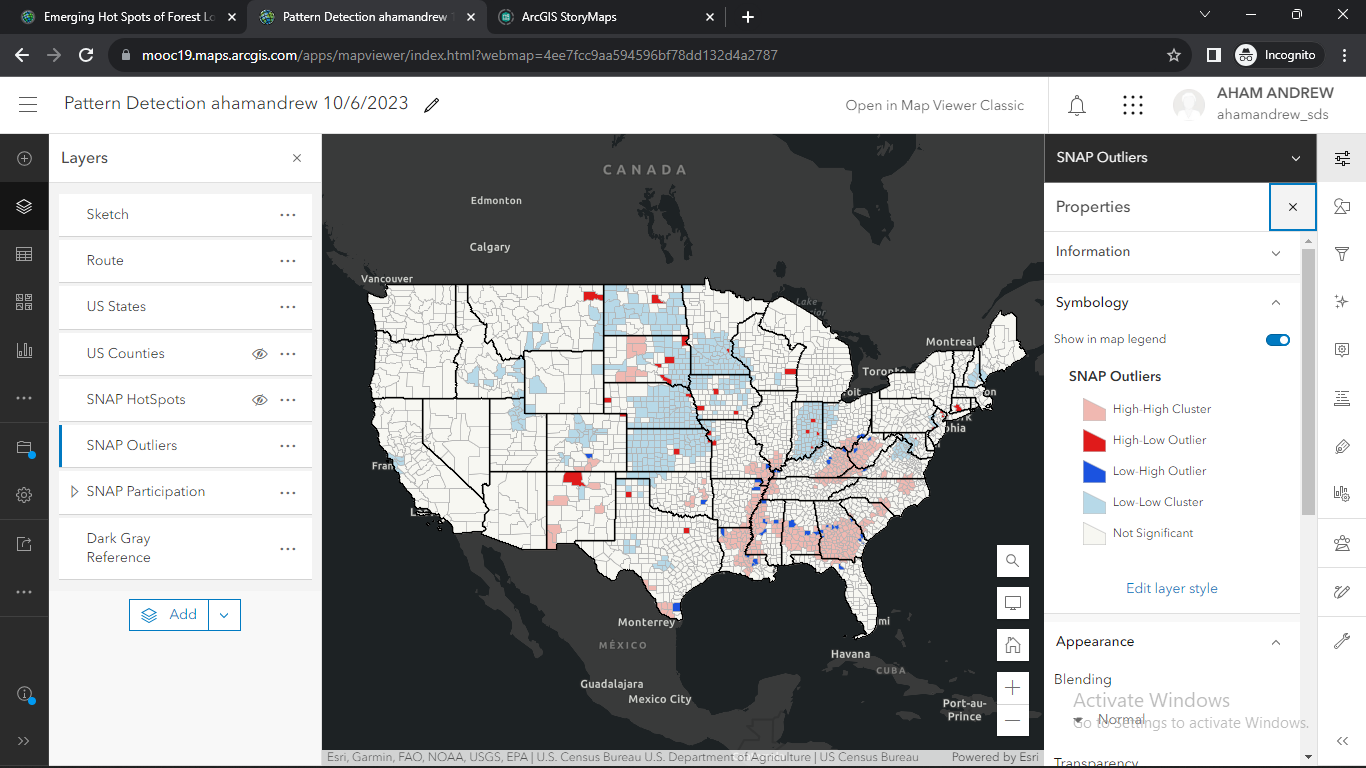 Emerging Hot Spots of Forest Lo
Pattern Detection ahamandrew
ArcGIS StoryMaps
mooc19.maps.arcgis.com/apps/mapviewer/index.html?webmap=4ee7fcc9aa594596bf78dd132d4a2787
Incognito
Pattern Detection ahamandrew 10/6/2023
Open in Map Viewer Classic
AHAM ANDREW
ahamandrew_sds
Layers
Sketch
Route
US States
US Counties
SNAP HotSpots
SNAP Outliers
SNAP Participation
Dark Gray
Reference
Add
CANADA
Edmonton
Calgary
Vancouver
Lake
Montreal
Toronto
oit
on
rk
phia
Fran
L
mi
Monterrey
MÉXICO
Havana
CUBA
Guadalajara
Mexico City
Port-au-
Prince
Esri, Garmin, FAO, NOAA, USGS, EPA | U.S. Census Bureau U.S. Department of Agriculture | US Census Bureau
Powered by Esri
SNAP Outliers
Properties
Information
Symbology
Show in map legend
SNAP Outliers
High-High Cluster
High-Low Outlier
Low-High Outlier
Low-Low Cluster
Not Significant
Edit layer style
Appearance
Blending
Normal
Transparency
Activate Windows
Go to Settings to activate Windows.